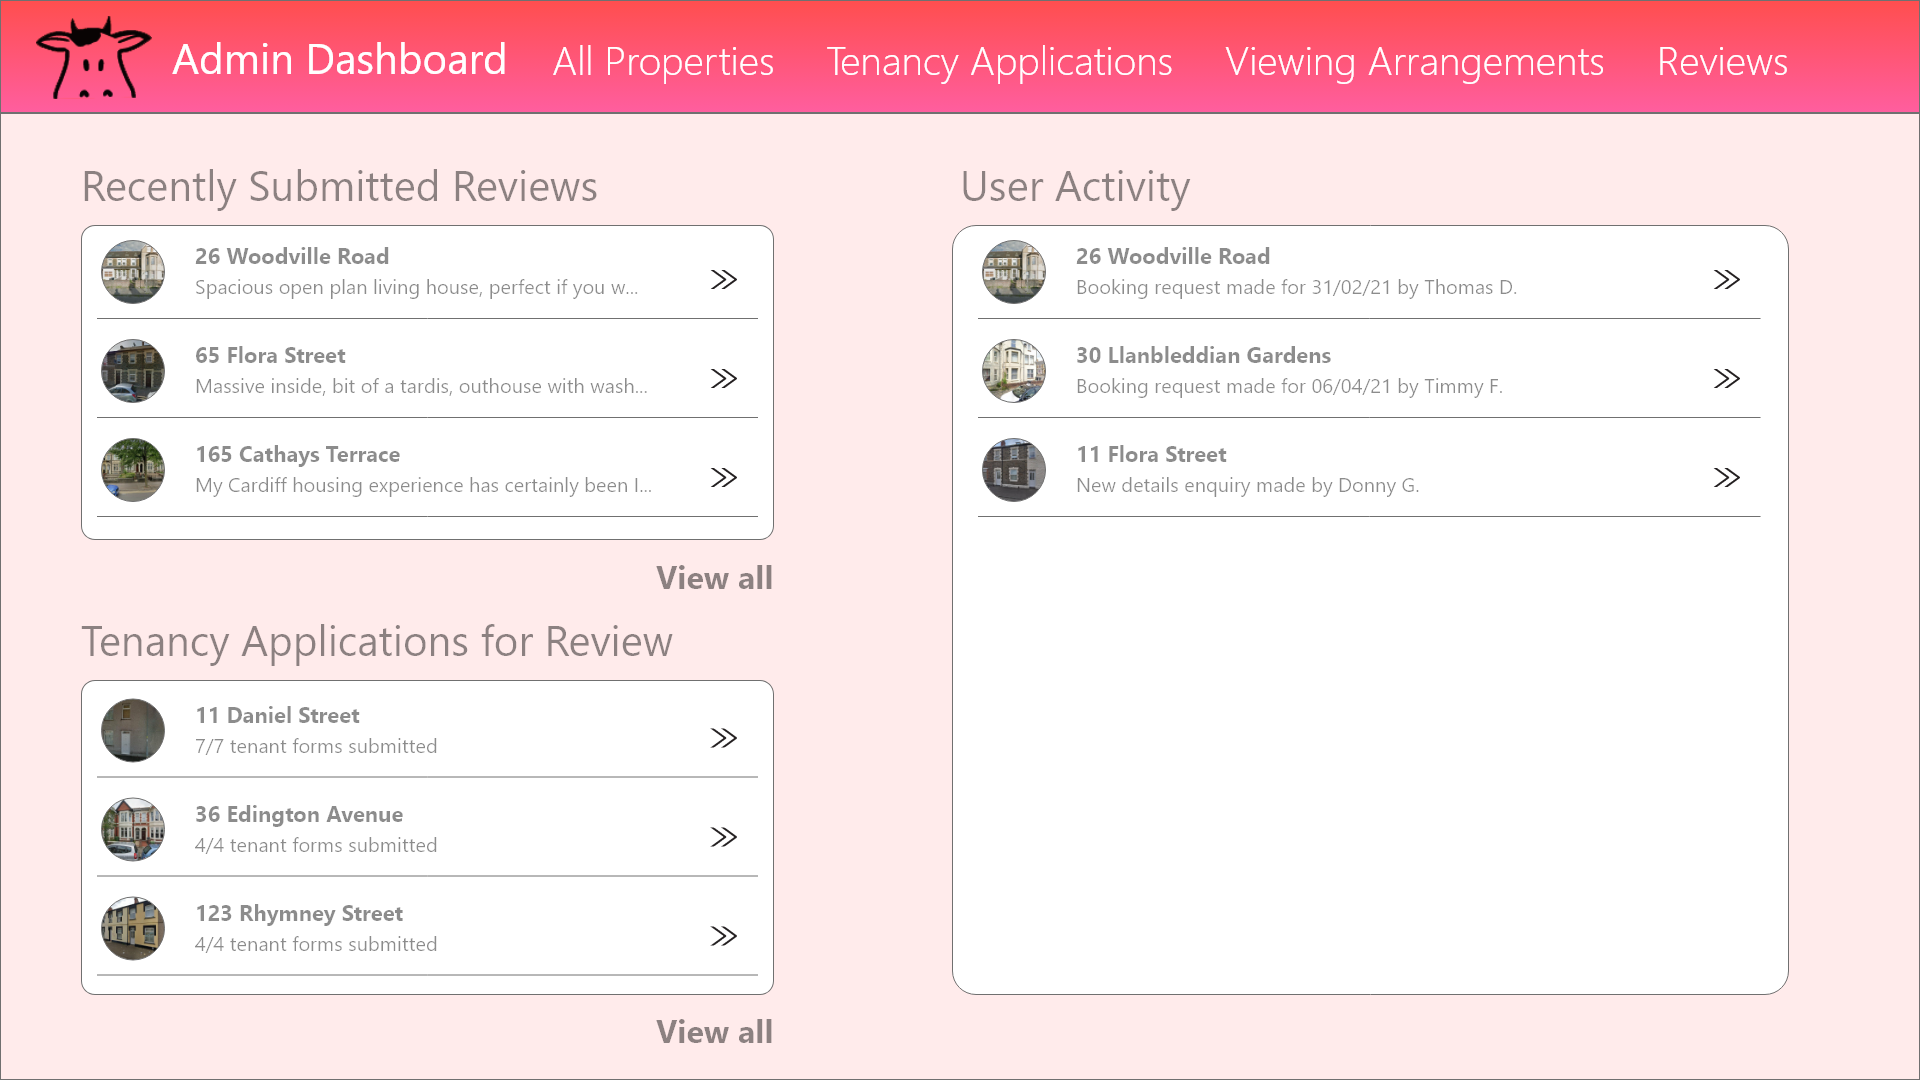 Admin Dashboard
All Properties
Tenancy Applications
Viewing Arrangements
Reviews
Recently Submitted Reviews
26 Woodville Road
Spacious open plan living house, perfect if you w...
65 Flora Street
Massive inside, bit of a tardis, outhouse with wash...
165 Cathays Terrace
My Cardiff housing experience has certainly been I...
View all
Tenancy Applications for Review
11 Daniel Street
7/7 tenant forms submitted
36 Edington Avenue
4/4 tenant forms submitted
123 Rhymney Street
4/4 tenant forms submitted
View all
User Activity
26 Woodville Road
Booking request made for 31/02/21 by Thomas D.
30 Llanbleddian Gardens
Booking request made for 06/04/21 by Timmy F.
11 Flora Street
New details enquiry made by Donny G.